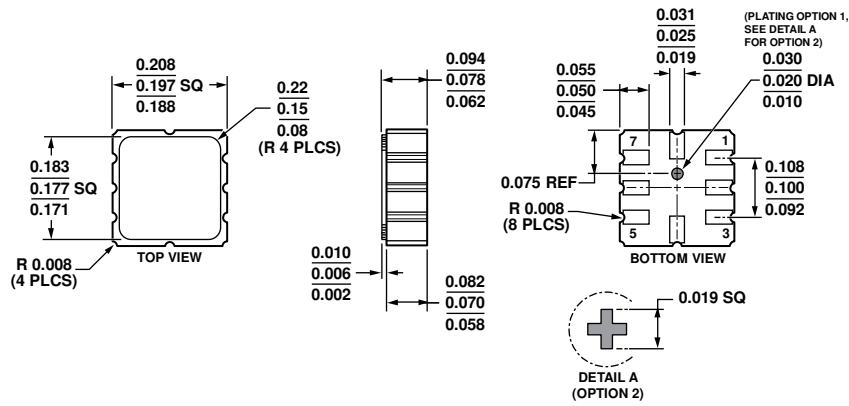 0.208
0.197 SQ
0.188
0.22
0.15
0.08
(R 4 PLCS)
0.183
0.177 SQ
0.171
R 0.008
(4 PLCS)
TOP VIEW
0.094
0.078
0.062
0.010
0.006
0.002
0.082
0.070
0.058
0.031
0.025
0.019
(PLATING OPTION 1,
SEE DETAIL A
FOR OPTION 2)
0.055
0.050
0.045
0.030
0.020 DIA
0.010
7
1
0.075 REF
0.108
0.100
0.092
R 0.008
(8 PLCS)
5
3
BOTTOM VIEW
0.019 SQ
DETAIL A
(OPTION 2)